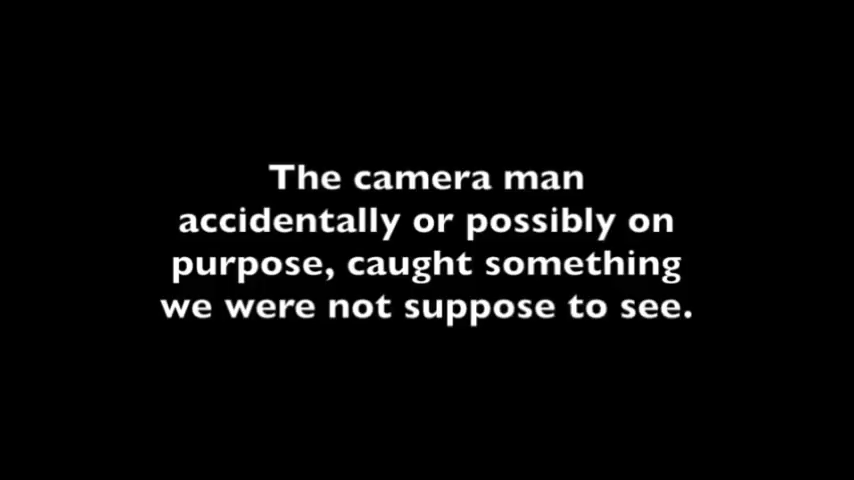 The camera man
accidentally or possibly on
purpose, caught something
we were not suppose to see.